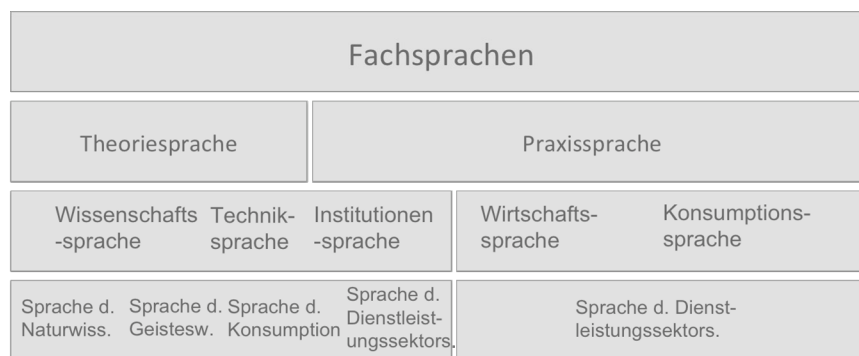 Fachsprachen
Theoriesprache
Praxissprache
Wissenschafts
-sprache
Technik-
sprache
Institutionen
-sprache
Wirtschafts-
sprache
Konsumptions-
sprache
Sprache d.
Naturwiss.
Sprache d.
Geistesw.
Sprache d.
Konsumption
Sprache d.
Dienstleist-
ungssektors.
Sprache d. Dienst-
leistungssektors.